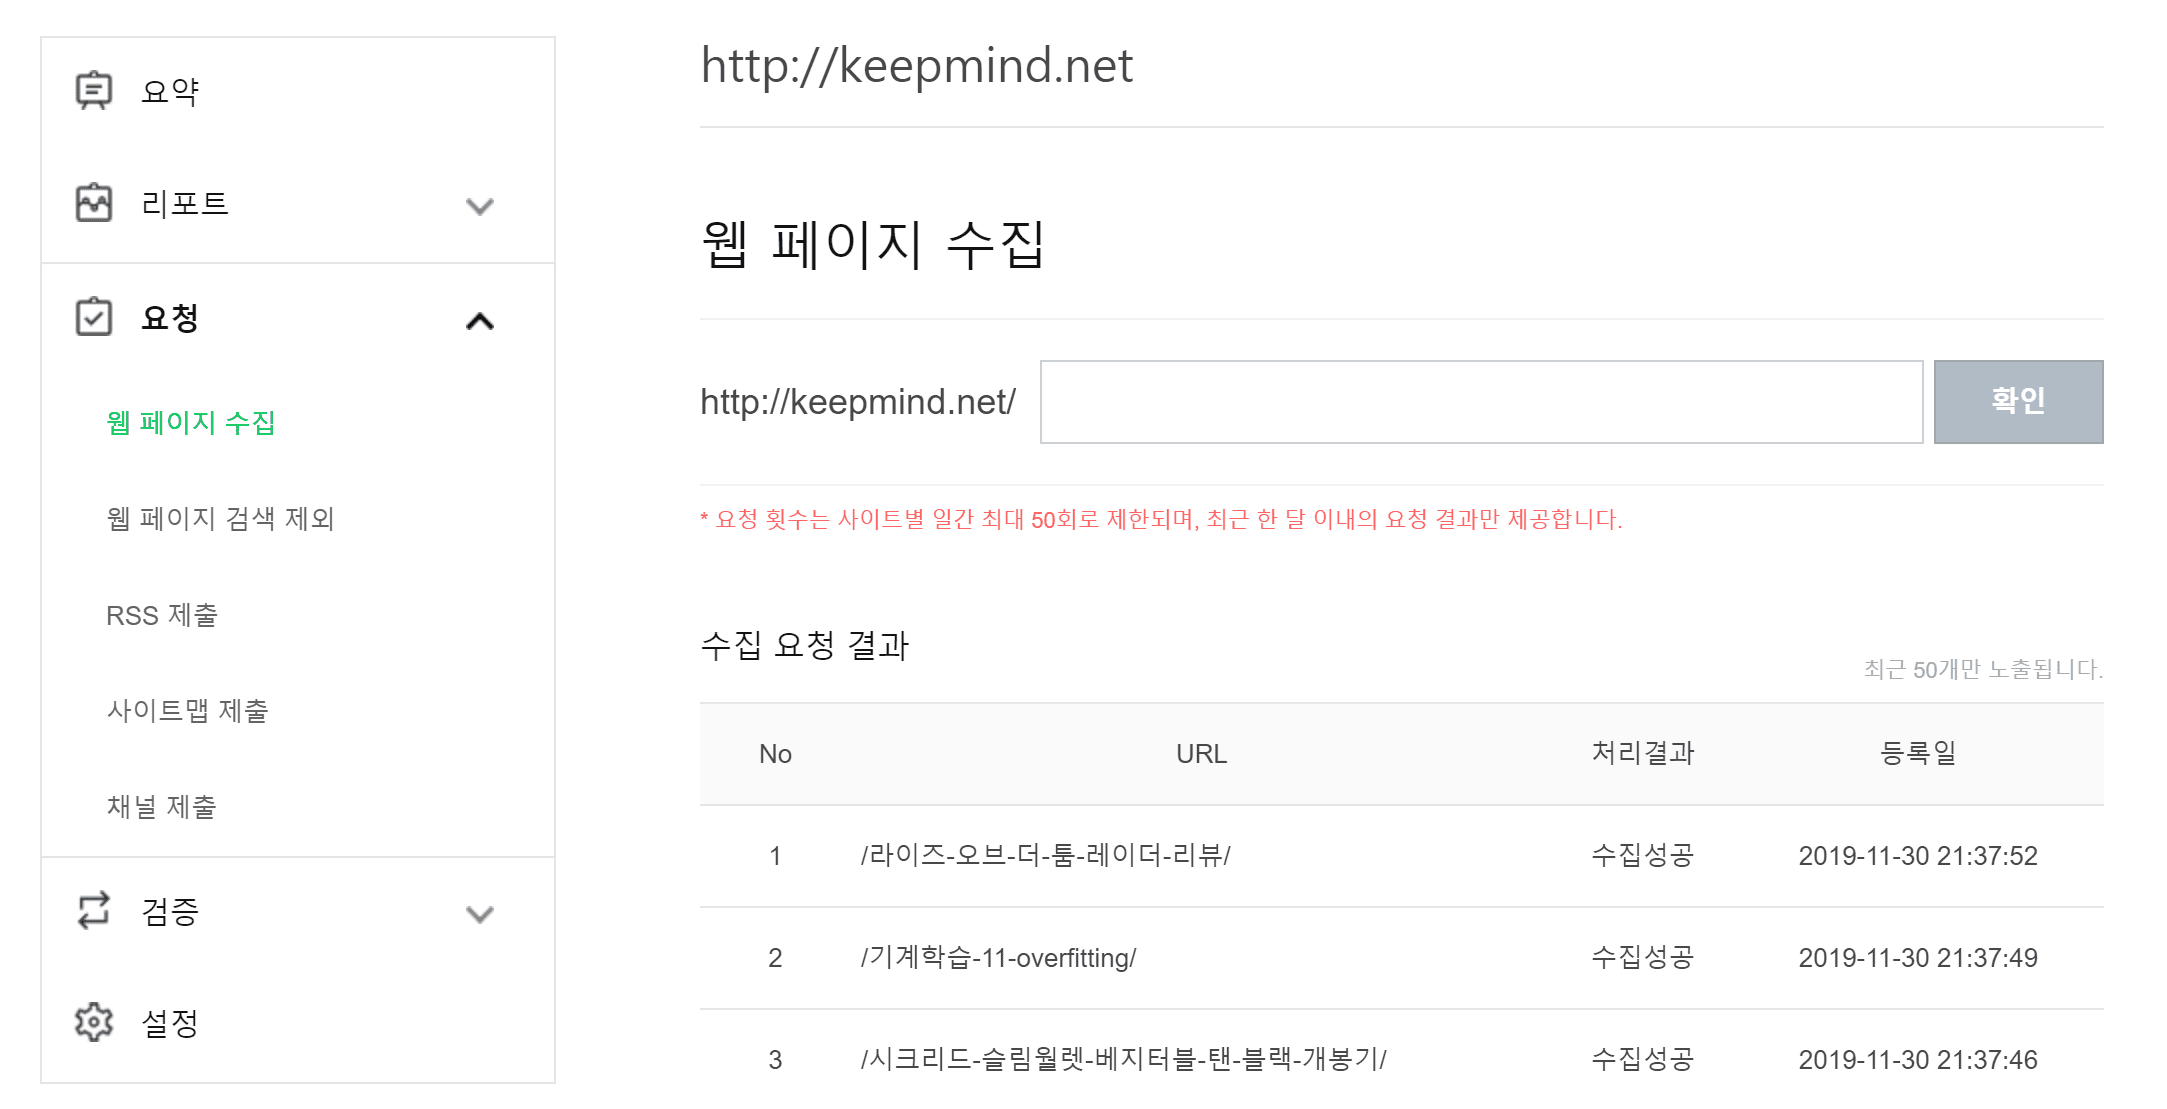 요약
리포트
요청
웹 페이지 수집
웹 페이지 검색 제외
RSS 제출
사이트맵 제출
채널 제출
검증
설정
http://keepmind.net
웹 페이지 수집
http://keepmind.net/ 확인
* 요청 횟수는 사이트별 일간 최대 50회로 제한되며, 최근 한 달 이내의 요청 결과만 제공합니다.
수집 요청 결과
최근 50개만 노출됩니다.
No URL 처리결과 등록일
1 /라이즈-오브-더-툼-레이더-리뷰/ 수집성공 2019-11-30 21:37:52
2 /기계학습-11-overfitting/ 수집성공 2019-11-30 21:37:49
3 /시크리드-슬림월렛-베지터블-탠-블랙-개봉기/ 수집성공 2019-11-30 21:37:46